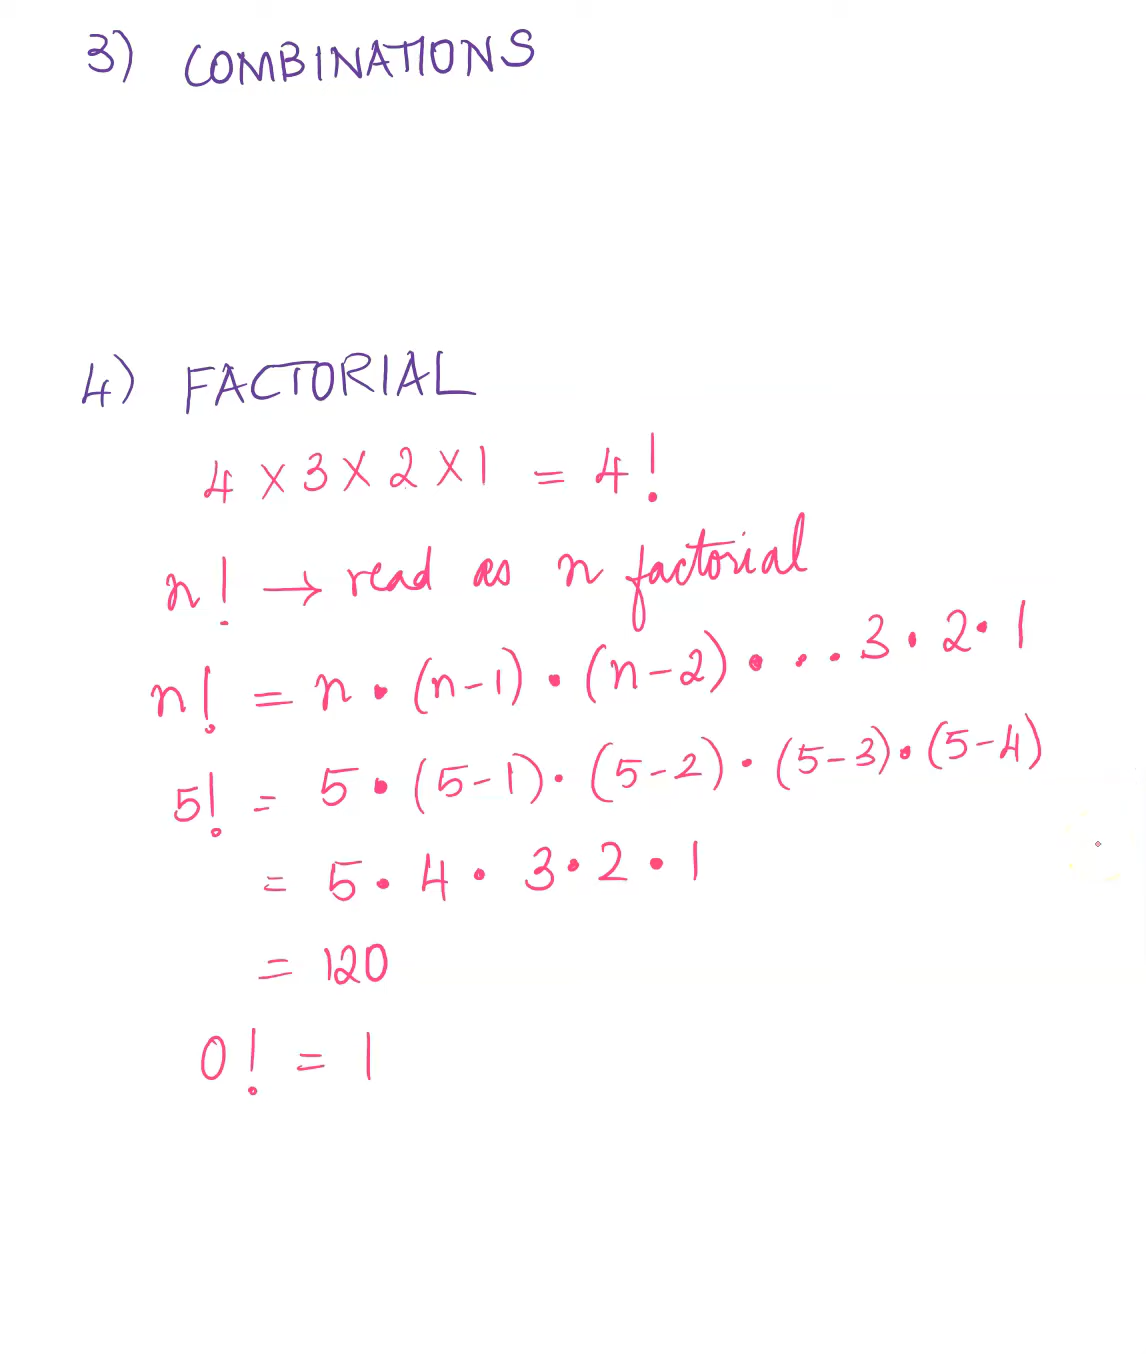 3) COMBINATIONS
4) FACTORIAL
4 × 3 × 2 × 1 = 4!
n! → read as n factorial
n! = n • (n-1) • (n-2) • • • 3 • 2 • 1
5! = 5 • (5-1) • (5-2) • (5-3) • (5-4)
= 5 • 4 • 3 • 2 • 1
= 120
0! = 1